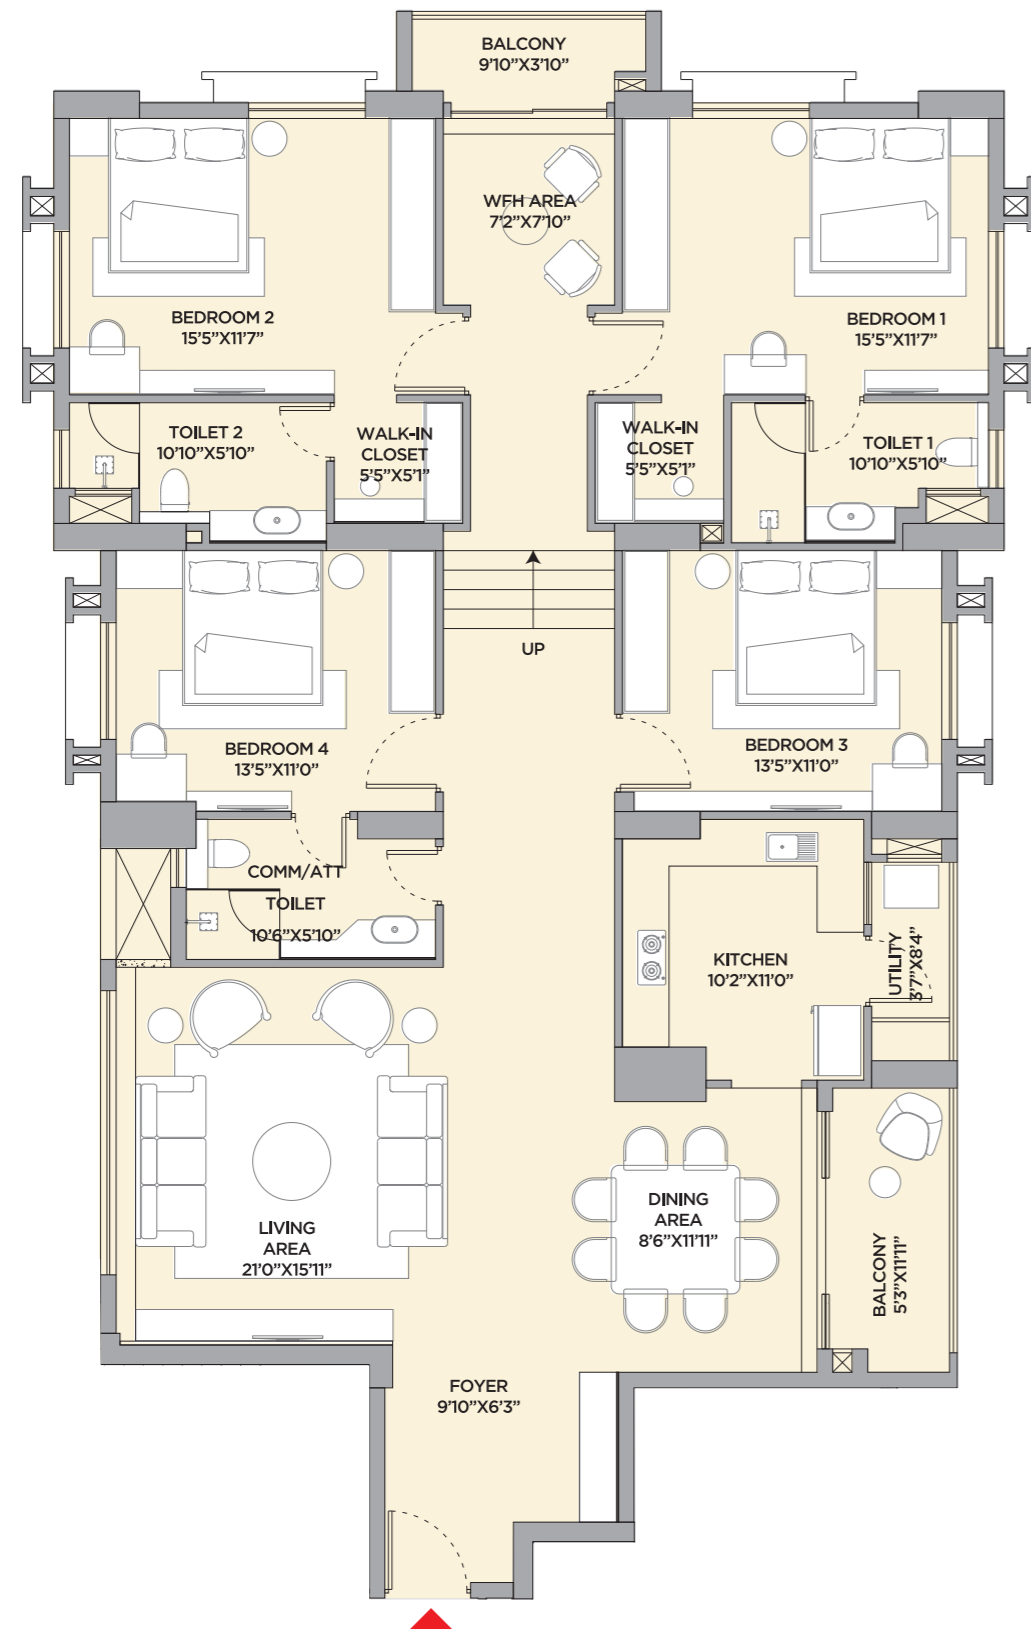 BALCONY
9'10"X3'10"
WFH AREA
7'2"X7'10"
BEDROOM 2
15'5"X11'7"
BEDROOM 1
15'5"X11'7"
TOILET 2
10'10"X5'10"
WALK-IN
CLOSET
5'5"X5'1"
WALK-IN
CLOSET
5'5"X5'1"
TOILET 1
10'10"X5'10"
UP
BEDROOM 4
13'5"X11'0"
BEDROOM 3
13'5"X11'0"
COMM/ATT
TOILET
10'6"X5'10"
KITCHEN
10'2"X11'0"
UTILITY
3'7"X8'4"
LIVING
AREA
21'0"X15'11"
DINING
AREA
8'6"X11'11"
BALCONY
5'3"X11'11"
FOYER
9'10"X6'3"